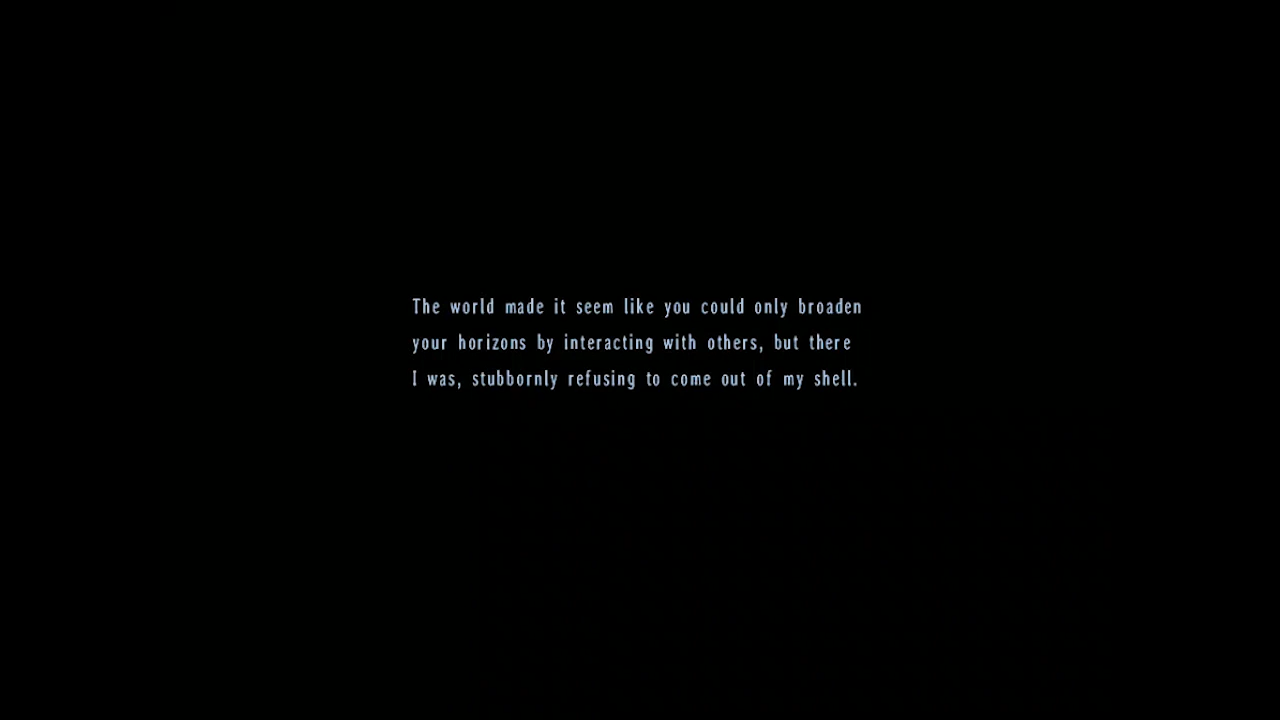 The world made it seem like you could only broaden
your horizons by interacting with others, but there
I was, stubbornly refusing to come out of my shell.